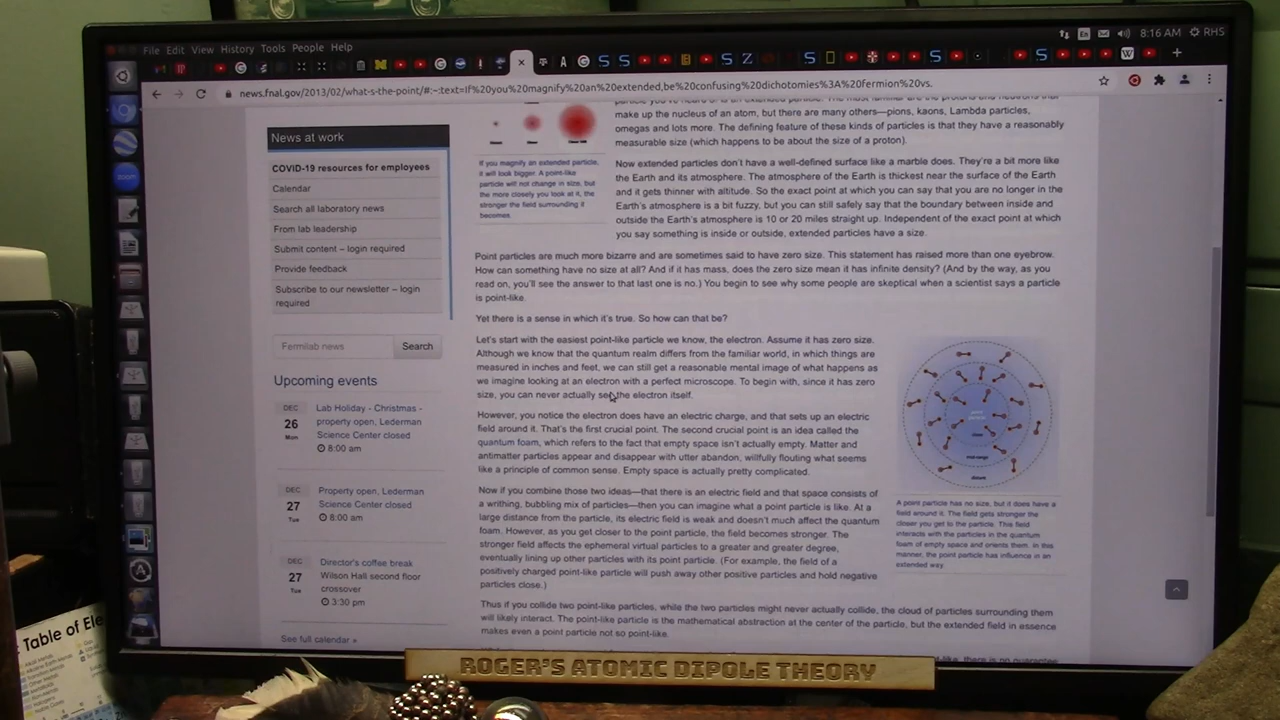 File Edit View History Tools People Help
En
8:16 AM RHS
news.fnal.gov/2013/02/what-s-the-point/#:~:text=If%20you%20magnify%20an%20extended,be%20confusing%20dichotomies%3A%20fermion%20vs.
News at work
COVID-19 resources for employees
Calendar
Search all laboratory news
From lab leadership
Submit content – login required
Provide feedback
Subscribe to our newsletter – login
required
Fermilab news
Search
Upcoming events
DEC
26
Mon
Lab Holiday - Christmas -
property open, Lederman
Science Center closed
8:00 am
DEC
27
Tue
Property open, Lederman
Science Center closed
8:00 am
DEC
27
Tue
Director's coffee break
Wilson Hall second floor
crossover
3:30 pm
See full calendar »
If you magnify an extended particle,
it will look bigger. A point-like
particle will not change in size, but
the more closely you look at it, the
stronger the field surrounding it
becomes.
make up the nucleus of an atom, but there are many others—pions, kaons, Lambda particles,
omegas and lots more. The defining feature of these kinds of particles is that they have a reasonably
measurable size (which happens to be about the size of a proton).
Now extended particles don't have a well-defined surface like a marble does. They're a bit more like
the Earth and its atmosphere. The atmosphere of the Earth is thickest near the surface of the Earth
and it gets thinner with altitude. So the exact point at which you can say that you are no longer in the
Earth's atmosphere is a bit fuzzy, but you can still safely say that the boundary between inside and
outside the Earth's atmosphere is 10 or 20 miles straight up. Independent of the exact point at which
you say something is inside or outside, extended particles have a size.
Point particles are much more bizarre and are sometimes said to have zero size. This statement has raised more than one eyebrow.
How can something have no size at all? And if it has mass, does the zero size mean it has infinite density? (And by the way, as you
read on, you'll see the answer to that last one is no.) You begin to see why some people are skeptical when a scientist says a particle
is point-like.
Yet there is a sense in which it's true. So how can that be?
Let's start with the easiest point-like particle we know, the electron. Assume it has zero size.
Although we know that the quantum realm differs from the familiar world, in which things are
measured in inches and feet, we can still get a reasonable mental image of what happens as
we imagine looking at an electron with a perfect microscope. To begin with, since it has zero
size, you can never actually see the electron itself.
However, you notice the electron does have an electric charge, and that sets up an electric
field around it. That's the first crucial point. The second crucial point is an idea called the
quantum foam, which refers to the fact that empty space isn't actually empty. Matter and
antimatter particles appear and disappear with utter abandon, willfully flouting what seems
like a principle of common sense. Empty space is actually pretty complicated.
Now if you combine those two ideas—that there is an electric field and that space consists of
a writhing, bubbling mix of particles—then you can imagine what a point particle is like. At a
large distance from the particle, its electric field is weak and doesn't much affect the quantum
foam. However, as you get closer to the point particle, the field becomes stronger. The
stronger field affects the ephemeral virtual particles to a greater and greater degree,
eventually lining up other particles with its point particle. (For example, the field of a
positively charged point-like particle will push away other positive particles and hold negative
particles close.)
point
particle
close
mid-range
distant
A point particle has no size, but it does have a
field around it. The field gets stronger the
closer you get to the particle. This field
interacts with the particles in the quantum
foam of empty space and orients them. In this
manner, the point particle has influence in an
extended way.
Thus if you collide two point-like particles, while the two particles might never actually collide, the cloud of particles surrounding them
will likely interact. The point-like particle is the mathematical abstraction at the center of the particle, but the extended field in essence
makes even a point particle not so point-like.
Table of Ele
ROGER'S ATOMIC DIPOLE THEORY